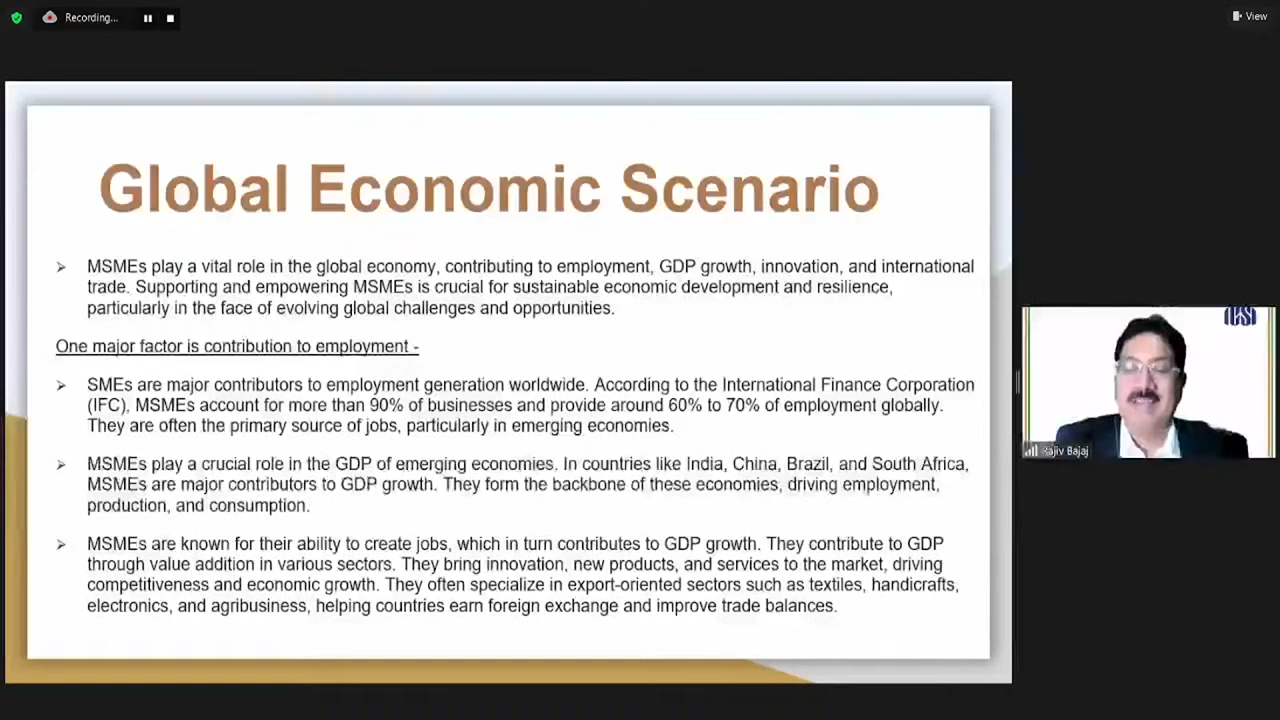 Recording...
View
Global Economic Scenario
➢ MSMEs play a vital role in the global economy, contributing to employment, GDP growth, innovation, and international
trade. Supporting and empowering MSMEs is crucial for sustainable economic development and resilience,
particularly in the face of evolving global challenges and opportunities.
One major factor is contribution to employment -
➢ SMEs are major contributors to employment generation worldwide. According to the International Finance Corporation
(IFC), MSMEs account for more than 90% of businesses and provide around 60% to 70% of employment globally.
They are often the primary source of jobs, particularly in emerging economies.
➢ MSMEs play a crucial role in the GDP of emerging economies. In countries like India, China, Brazil, and South Africa,
MSMEs are major contributors to GDP growth. They form the backbone of these economies, driving employment,
production, and consumption.
➢ MSMEs are known for their ability to create jobs, which in turn contributes to GDP growth. They contribute to GDP
through value addition in various sectors. They bring innovation, new products, and services to the market, driving
competitiveness and economic growth. They often specialize in export-oriented sectors such as textiles, handicrafts,
electronics, and agribusiness, helping countries earn foreign exchange and improve trade balances.
Rajiv Bajaj